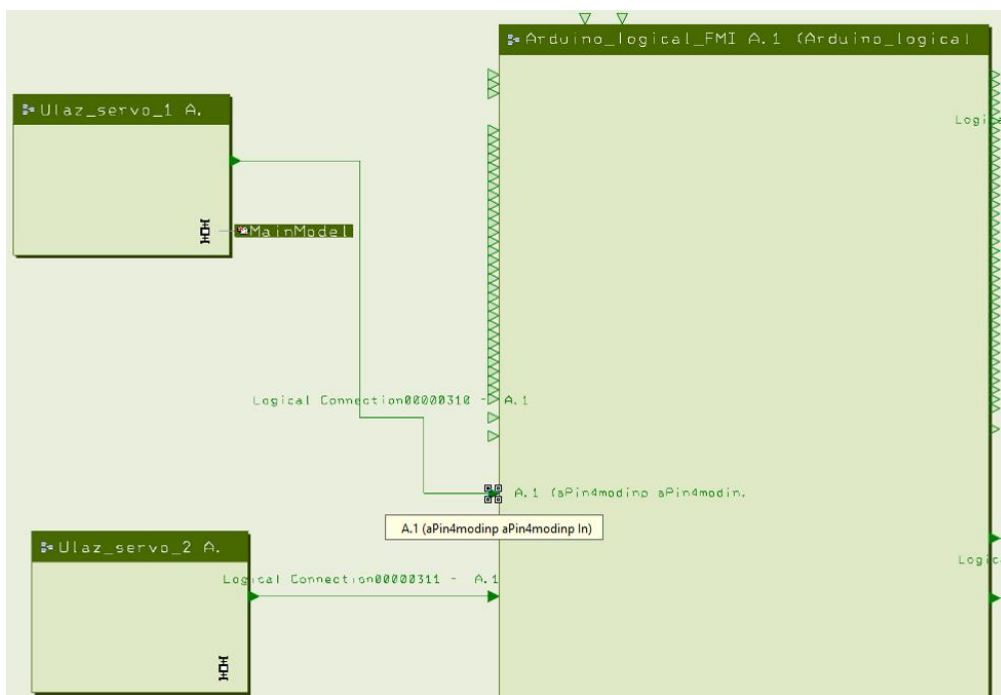 Arduino_logical_FMI A.1 (Arduino_logical
Ulaz_servo_1 A.
Logic
MainModel
Logical Connection00000310 - A.1
A.1 (aPin4modinp aPin4modin.
A.1 (aPin4modinp aPin4modinp In)
Ulaz_servo_2 A.
Logical Connection00000311 - A.1
Logic